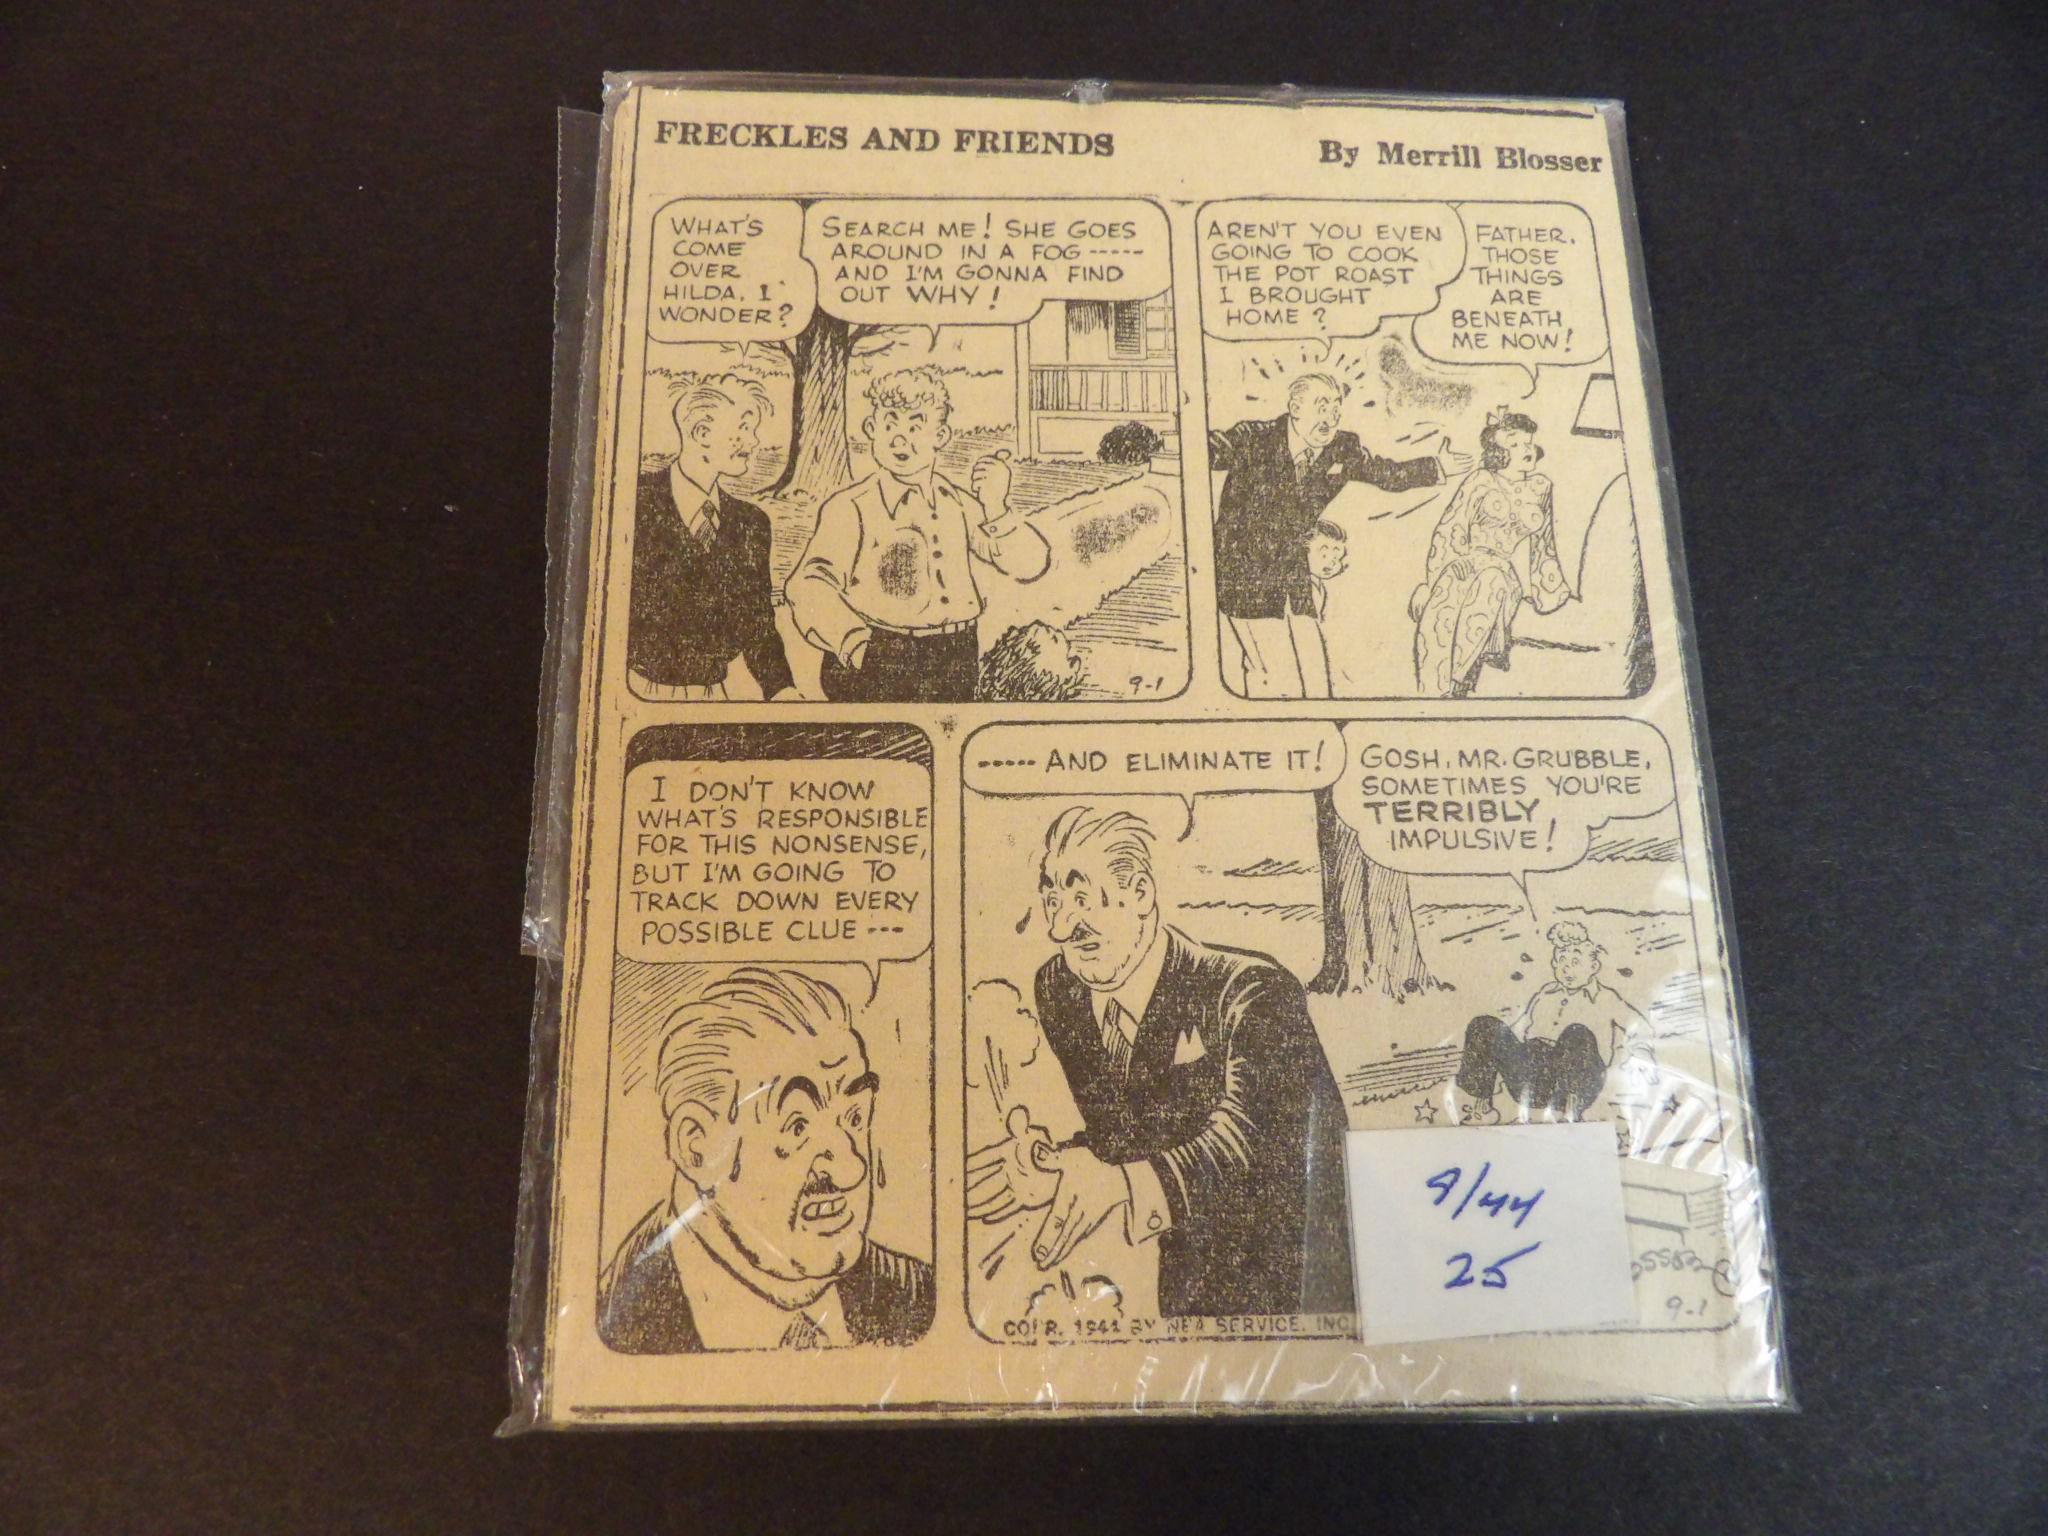 FRECKLES AND FRIENDS
By Merrill Blosser
WHAT'S
COME
OVER
HILDA, I
WONDER?
SEARCH ME! SHE GOES
AROUND IN A FOG -----
AND I'M GONNA FIND
OUT WHY!
9-1
AREN'T YOU EVEN
GOING TO COOK
THE POT ROAST
I BROUGHT
HOME?
FATHER,
THOSE
THINGS
ARE
BENEATH
ME NOW!
I DON'T KNOW
WHAT'S RESPONSIBLE
FOR THIS NONSENSE,
BUT I'M GOING TO
TRACK DOWN EVERY
POSSIBLE CLUE ---
----- AND ELIMINATE IT!
GOSH, MR. GRUBBLE,
SOMETIMES YOU'RE
TERRIBLY
IMPULSIVE!
COPR. 1944 BY NEA SERVICE, INC.
9-1
9/44
25